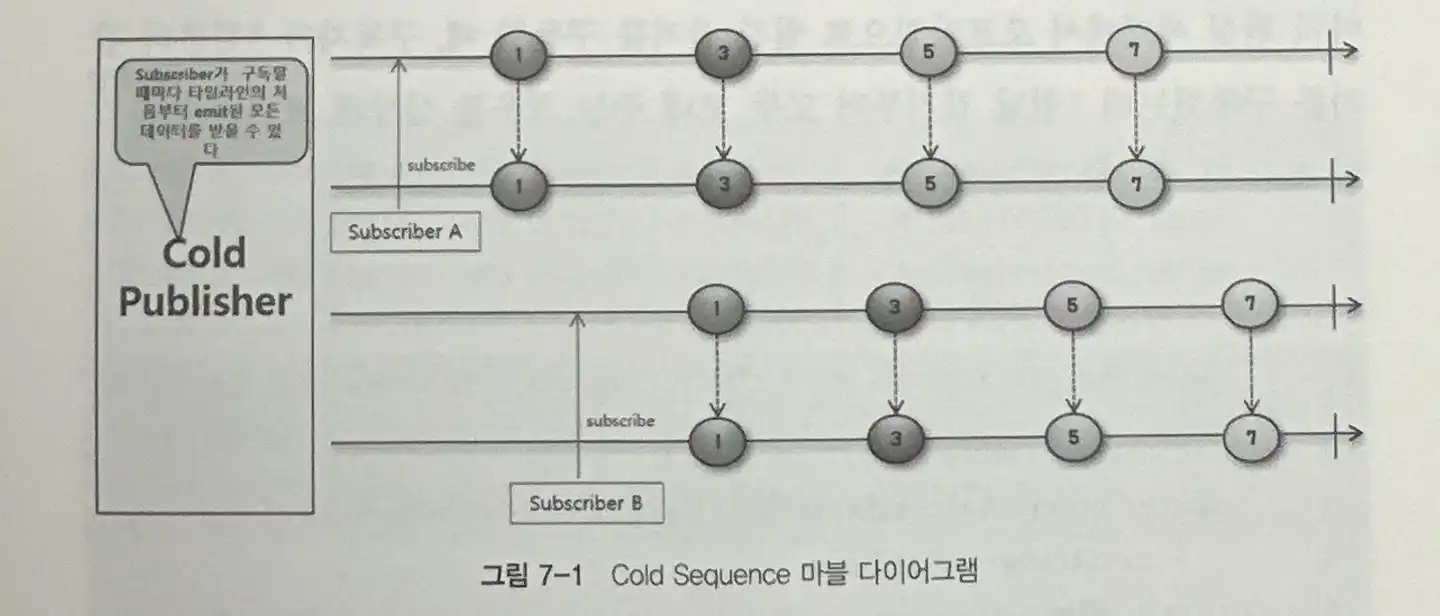 Subscriber가 구독할
때마다 타임라인의 처
음부터 emit된 모든
데이터를 받을 수 있
다
Cold
Publisher
1 3 5 7
subscribe
1 3 5 7
Subscriber A
1 3 5 7
subscribe
1 3 5 7
Subscriber B
그림 7-1 Cold Sequence 마블 다이어그램